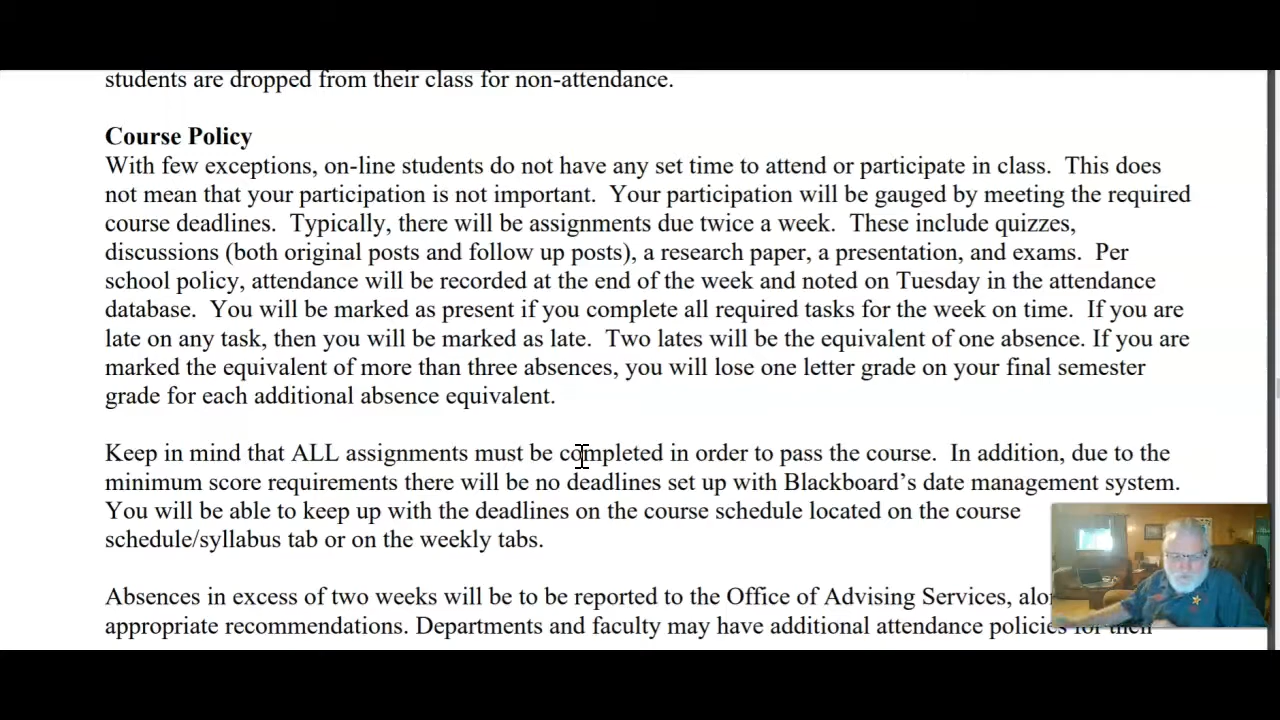 students are dropped from their class for non-attendance.
Course Policy
With few exceptions, on-line students do not have any set time to attend or participate in class.  This does
not mean that your participation is not important.  Your participation will be gauged by meeting the required
course deadlines.  Typically, there will be assignments due twice a week.  These include quizzes,
discussions (both original posts and follow up posts), a research paper, a presentation, and exams.  Per
school policy, attendance will be recorded at the end of the week and noted on Tuesday in the attendance
database.  You will be marked as present if you complete all required tasks for the week on time.  If you are
late on any task, then you will be marked as late.  Two lates will be the equivalent of one absence. If you are
marked the equivalent of more than three absences, you will lose one letter grade on your final semester
grade for each additional absence equivalent.
Keep in mind that ALL assignments must be completed in order to pass the course.  In addition, due to the
minimum score requirements there will be no deadlines set up with Blackboard’s date management system.
You will be able to keep up with the deadlines on the course schedule located on the course
schedule/syllabus tab or on the weekly tabs.
Absences in excess of two weeks will be to be reported to the Office of Advising Services,
appropriate recommendations. Departments and faculty may have additional attendance policies for their